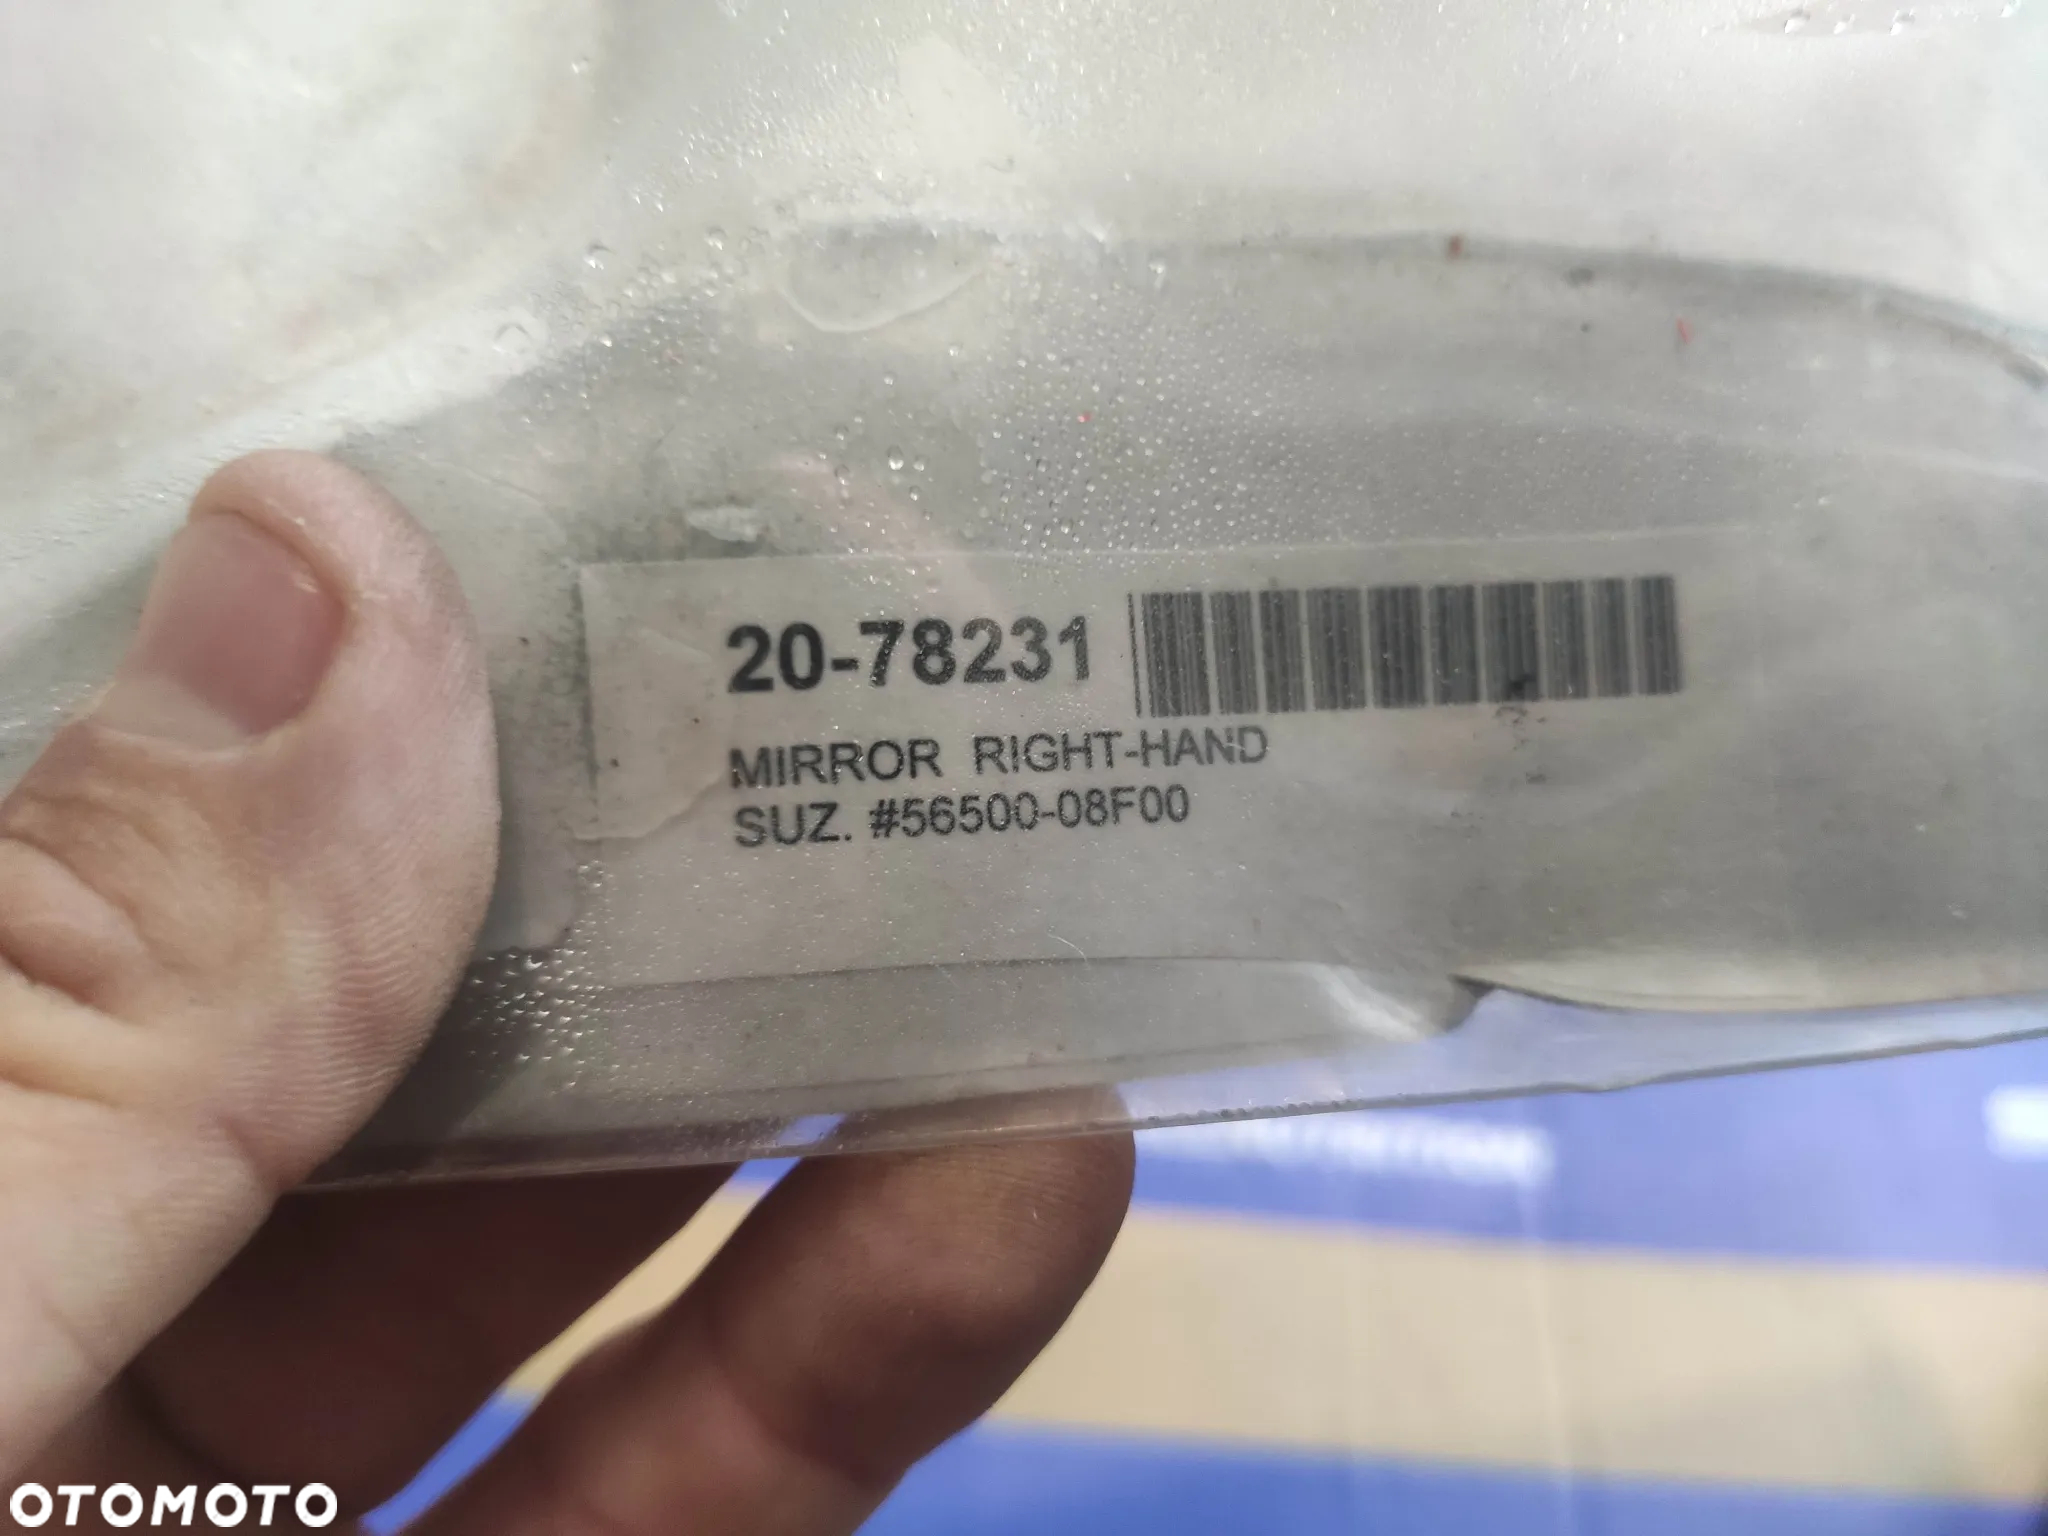 20-78231
MIRROR RIGHT-HAND
SUZ. #56500-08F00
OTOMOTO